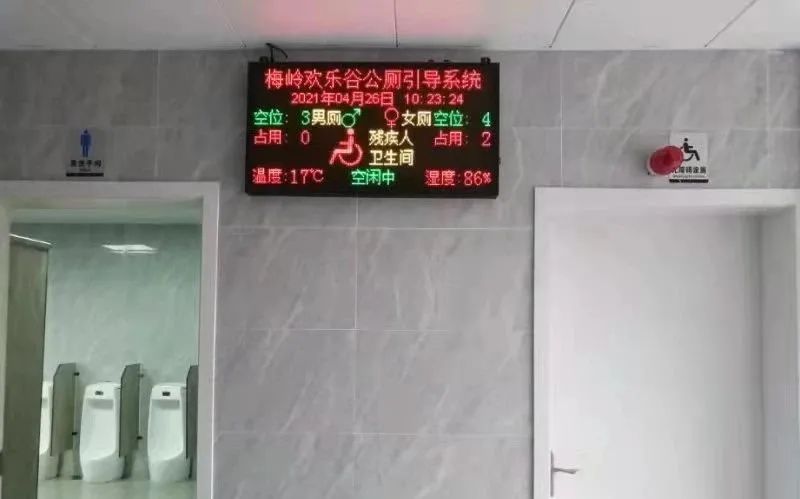 梅岭欢乐谷公厕引导系统
2021年04月26日 10:23:24
空位: 3 男厕 女厕 空位: 4
占用: 0 残疾人 占用: 2
卫生间
温度:17℃ 空闲中 湿度:86%